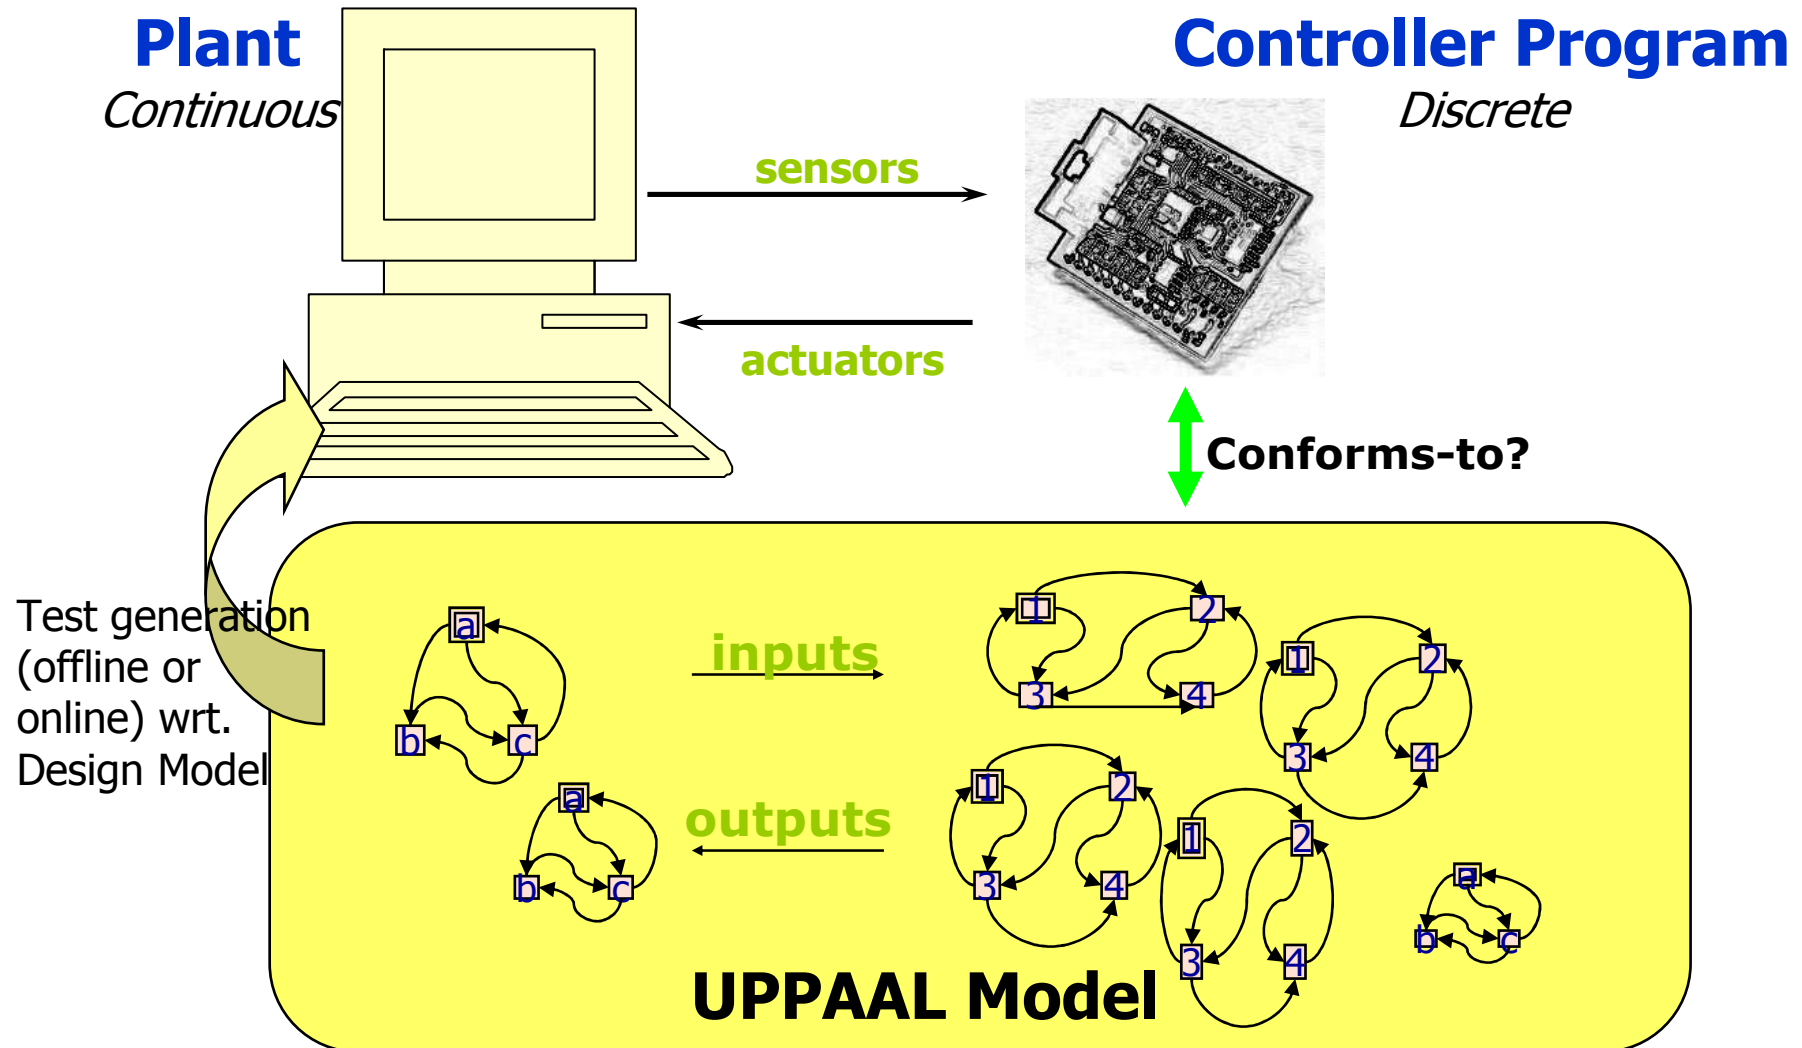 Plant
Continuous
Controller Program
Discrete
sensors
actuators
Conforms-to?
Test generation
(offline or
online) wrt.
Design Model
inputs
outputs
a
b
c
a
b
c
1
2
3
4
1
2
3
4
1
2
3
4
1
2
3
4
a
b
c
UPPAAL Model